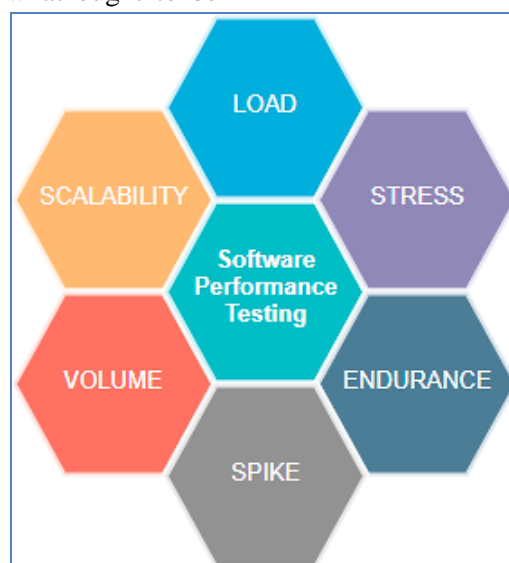 LOAD
SCALABILITY
STRESS
Software
Performance
Testing
VOLUME
ENDURANCE
SPIKE